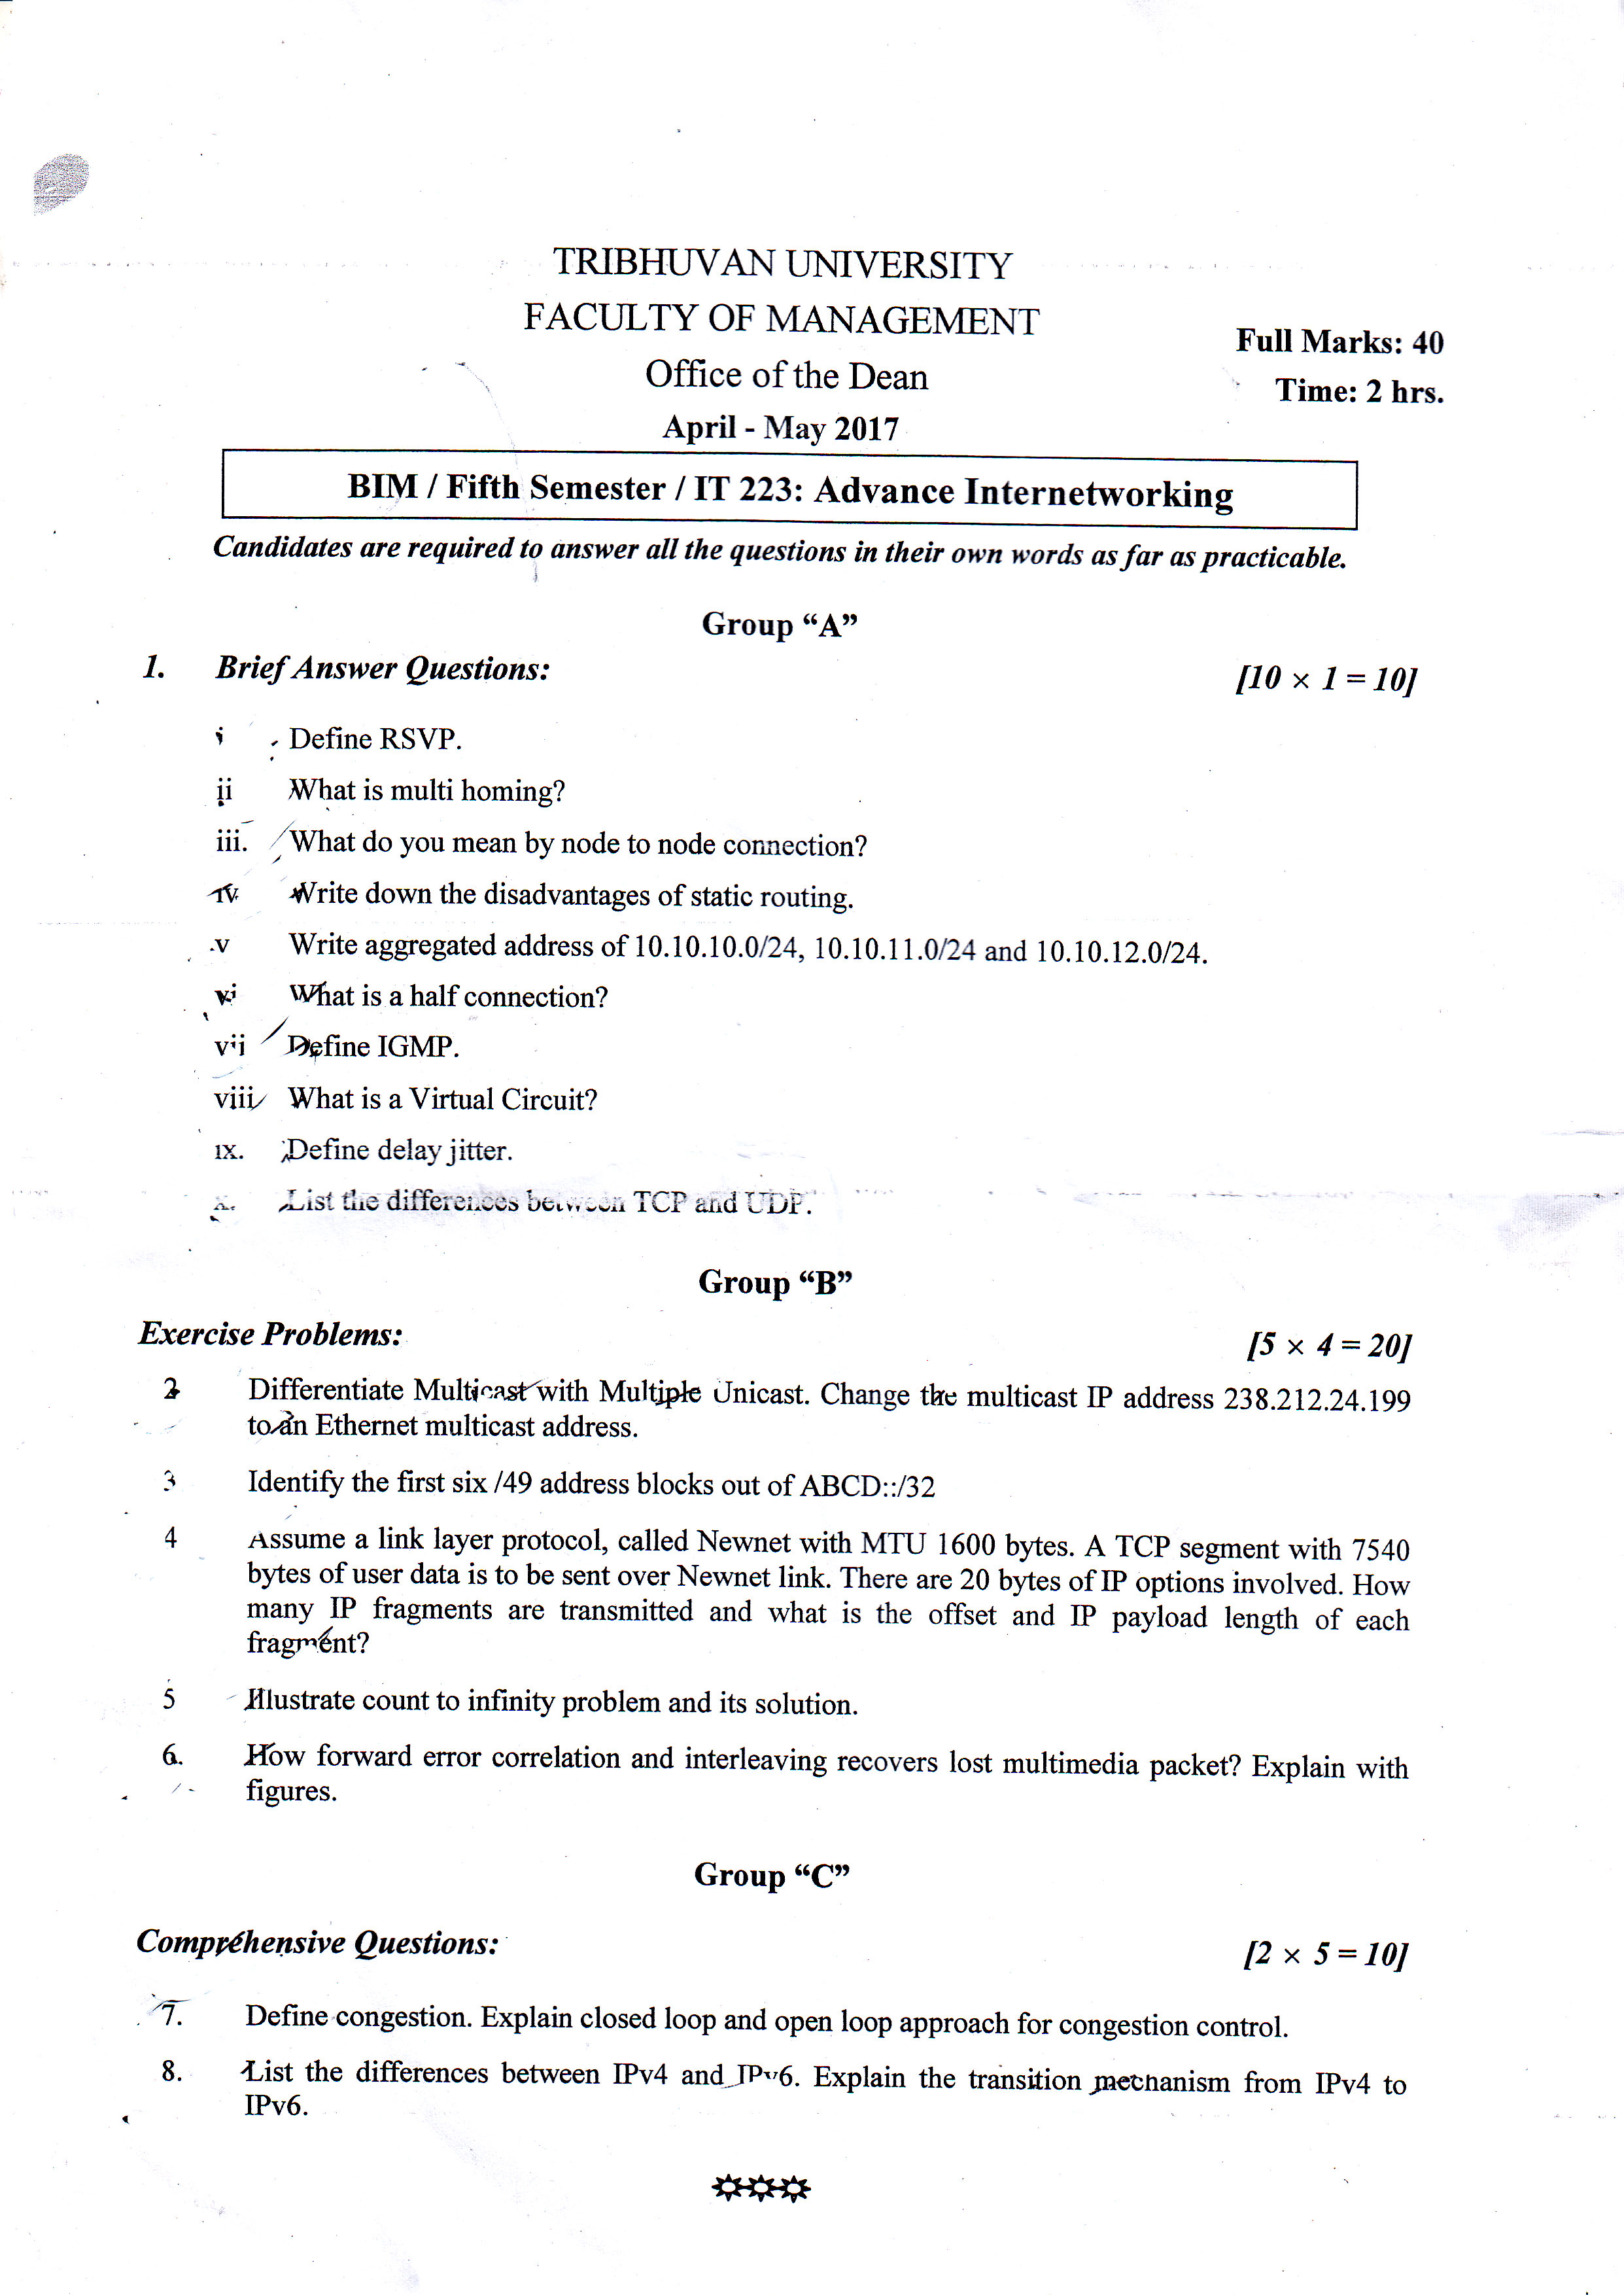 TRIBHUVAN UNIVERSITY
FACULTY OF MANAGEMENT
Office of the Dean
April - May 2017
Full Marks: 40
Time: 2 hrs.
BIM / Fifth Semester / IT 223: Advance Internetworking
Candidates are required to answer all the questions in their own words as far as practicable.
Group “A”
1. Brief Answer Questions: [10 × 1 = 10]
i Define RSVP.
ii What is multi homing?
iii. What do you mean by node to node connection?
iv. Write down the disadvantages of static routing.
v Write aggregated address of 10.10.10.0/24, 10.10.11.0/24 and 10.10.12.0/24.
vi What is a half connection?
vii Define IGMP.
viii What is a Virtual Circuit?
ix. Define delay jitter.
x. List the differences between TCP and UDP.
Group “B”
Exercise Problems: [5 × 4 = 20]
2 Differentiate Multicast with Multiple Unicast. Change the multicast IP address 238.212.24.199
to an Ethernet multicast address.
3 Identify the first six /49 address blocks out of ABCD::/32
4 Assume a link layer protocol, called Newnet with MTU 1600 bytes. A TCP segment with 7540
bytes of user data is to be sent over Newnet link. There are 20 bytes of IP options involved. How
many IP fragments are transmitted and what is the offset and IP payload length of each
fragment?
5 Illustrate count to infinity problem and its solution.
6. How forward error correlation and interleaving recovers lost multimedia packet? Explain with
figures.
Group “C”
Comprehensive Questions: [2 × 5 = 10]
7. Define congestion. Explain closed loop and open loop approach for congestion control.
8. List the differences between IPv4 and IPv6. Explain the transition mechanism from IPv4 to
IPv6.